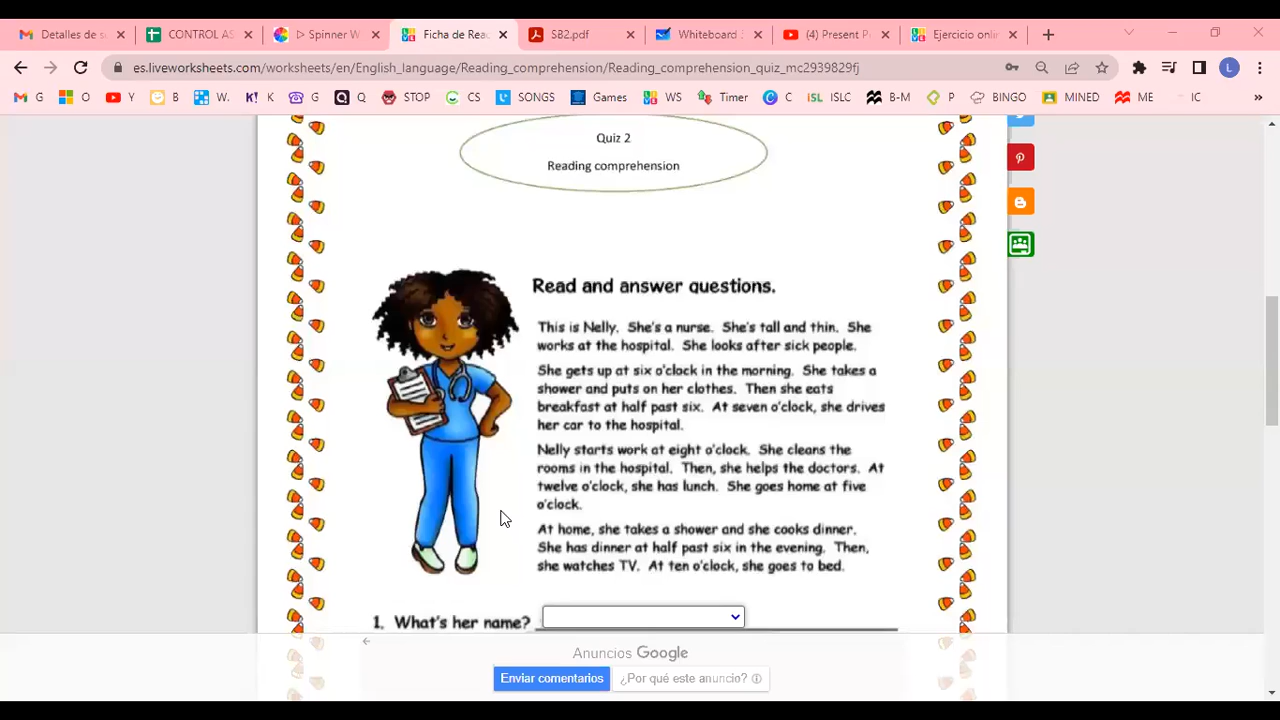 Detalles de s
CONTROL AS
Spinner W
Ficha de Rea
SB2.pdf
Whiteboard
(4) Present P
Ejercicio onlin
es.liveworksheets.com/worksheets/en/English_language/Reading_comprehension/Reading_comprehension_quiz_mc2939829fj
L
G O Y B W. K Q STOP CS SONGS Games WS Timer C ISLC B-M P BINGO MINED ME IC »
Quiz 2
Reading comprehension
Read and answer questions.
This is Nelly. She's a nurse. She's tall and thin. She
works at the hospital. She looks after sick people.
She gets up at six o'clock in the morning. She takes a
shower and puts on her clothes. Then she eats
breakfast at half past six. At seven o'clock, she drives
her car to the hospital.
Nelly starts work at eight o'clock. She cleans the
rooms in the hospital. Then, she helps the doctors. At
twelve o'clock, she has lunch. She goes home at five
o'clock.
At home, she takes a shower and she cooks dinner.
She has dinner at half past six in the evening. Then,
she watches TV. At ten o'clock, she goes to bed.
1. What's her name?
Anuncios Google
Enviar comentarios
¿Por qué este anuncio?